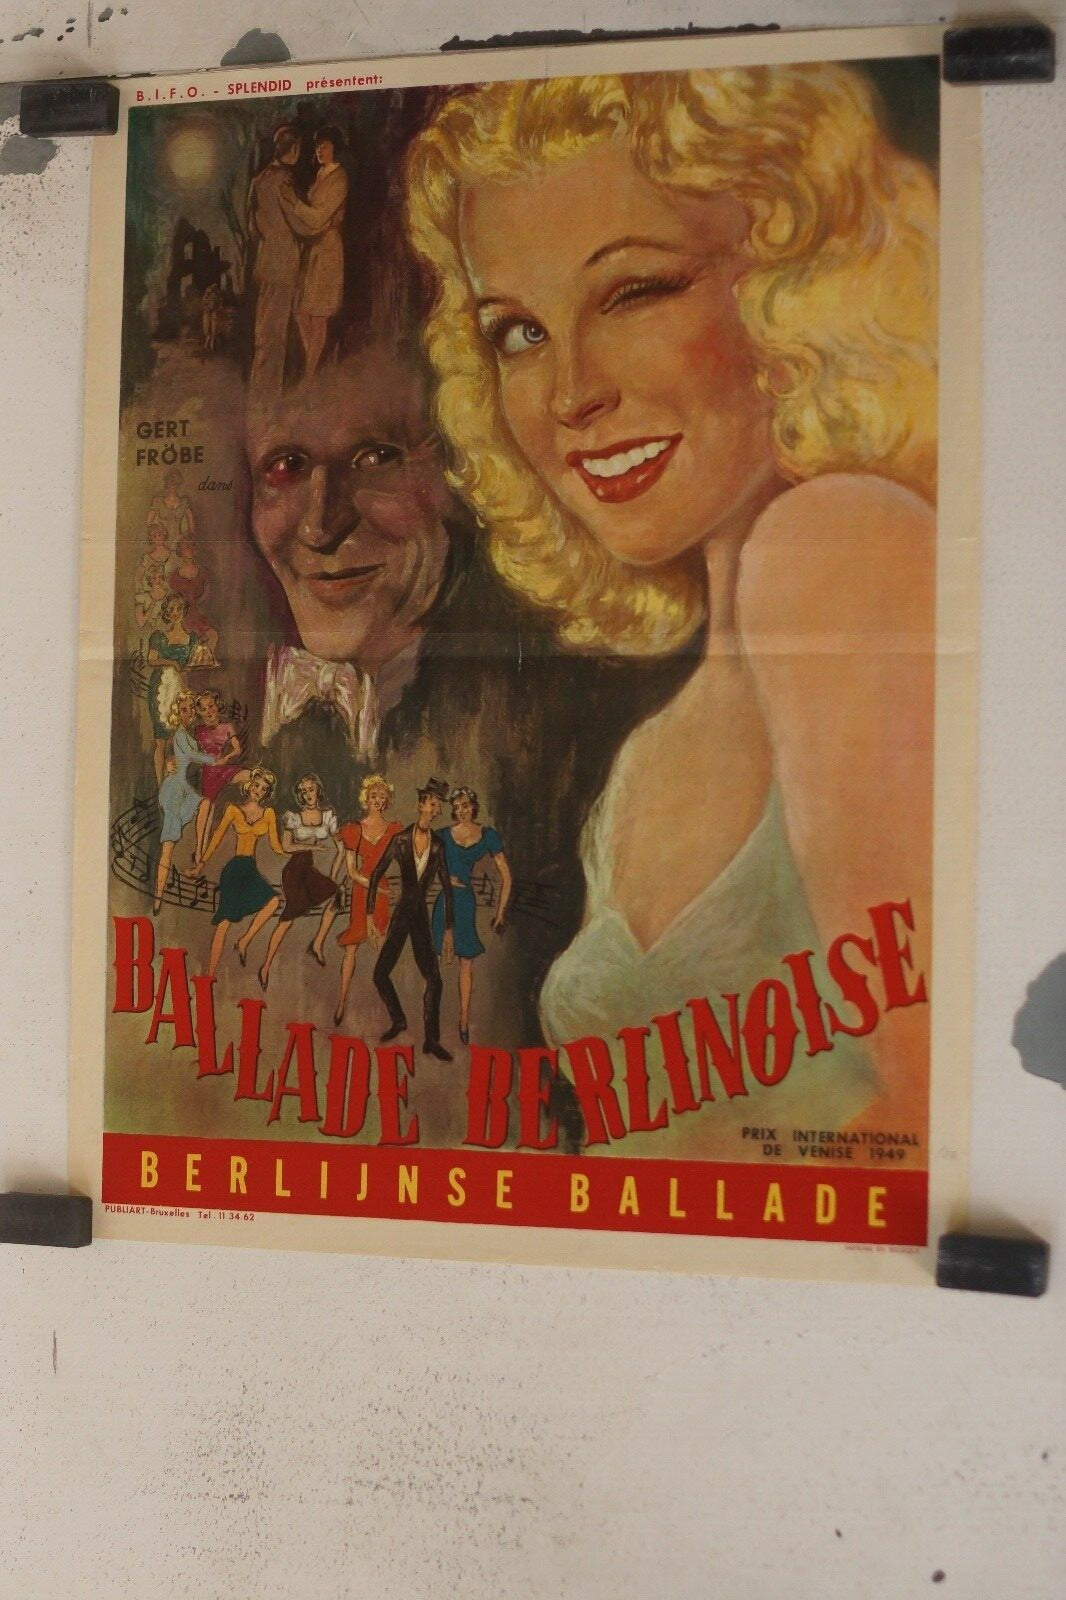 B.I.F.O. - SPLENDID présentent:
GERT
FRÖBE
dans
BALLADE BERLINOISE
PRIX INTERNATIONAL
DE VENISE 1949
BERLIJNSE BALLADE
PUBLIART-Bruxelles Tel. 11 34.62